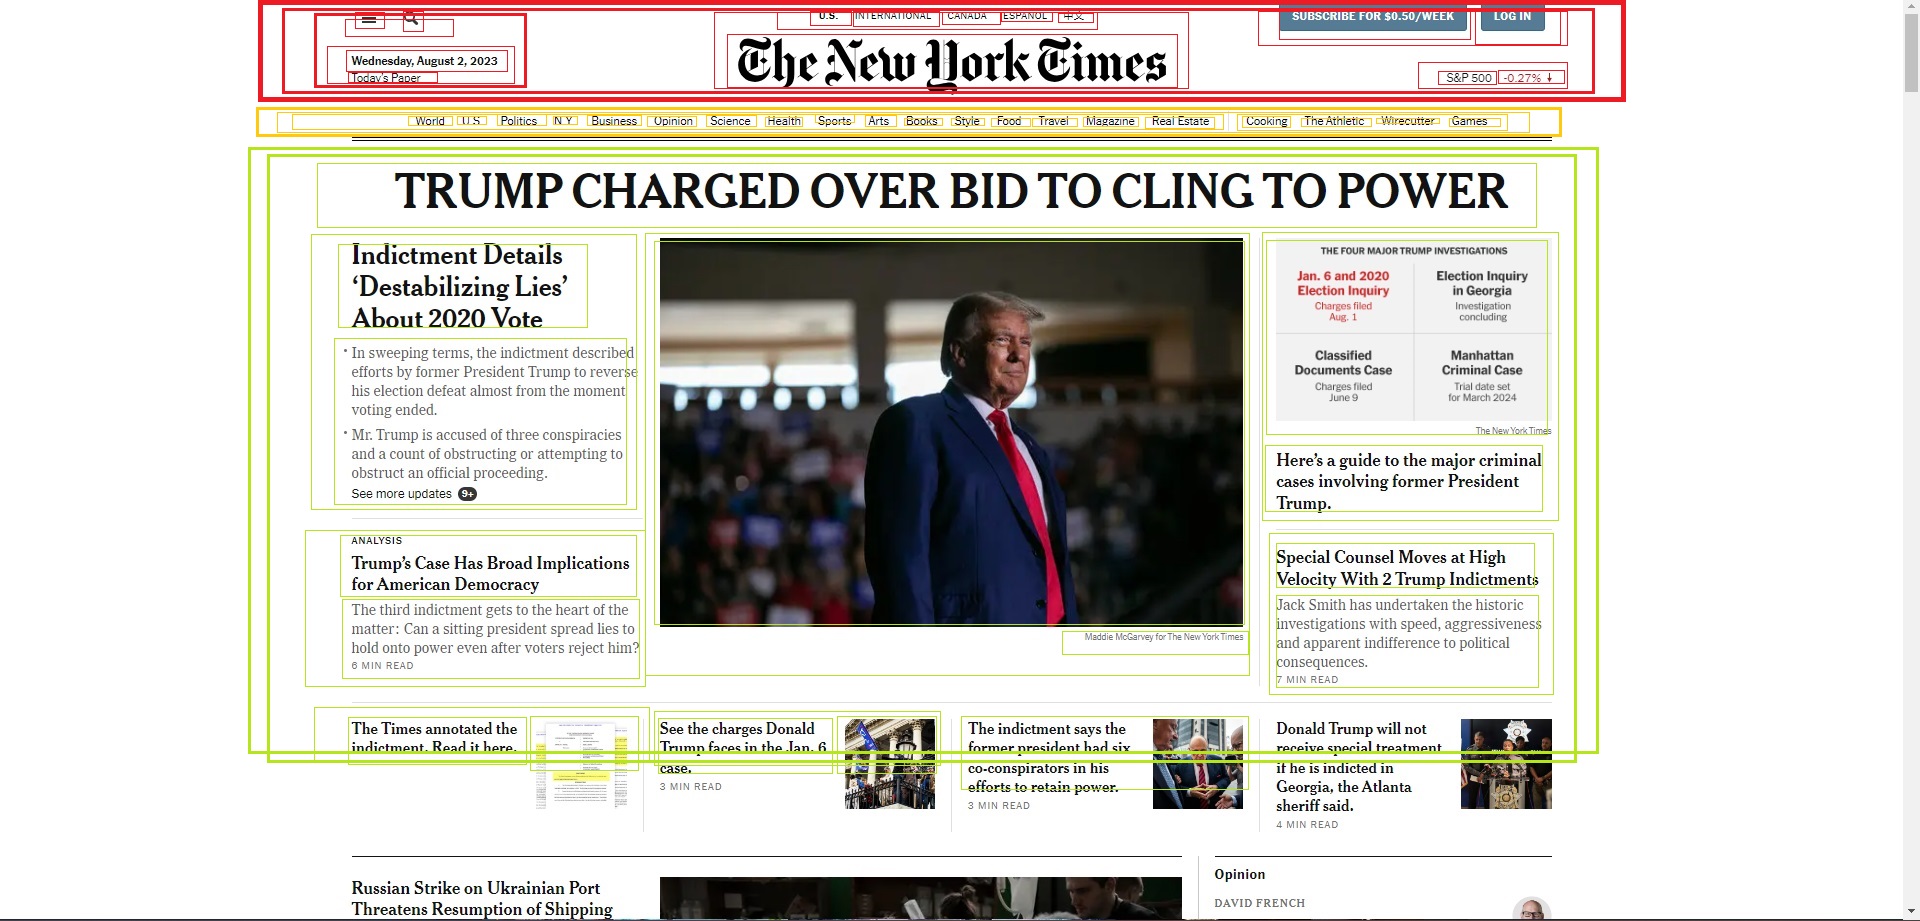 U.S. INTERNATIONAL CANADA ESPAÑOL 中文
SUBSCRIBE FOR $0.50/WEEK LOG IN
Wednesday, August 2, 2023
Today's Paper
The New York Times
S&P 500 -0.27% ↓
World U.S. Politics N.Y. Business Opinion Science Health Sports Arts Books Style Food Travel Magazine Real Estate Cooking The Athletic Wirecutter Games
TRUMP CHARGED OVER BID TO CLING TO POWER
Indictment Details
‘Destabilizing Lies’
About 2020 Vote
• In sweeping terms, the indictment described
efforts by former President Trump to reverse
his election defeat almost from the moment
voting ended.
• Mr. Trump is accused of three conspiracies
and a count of obstructing or attempting to
obstruct an official proceeding.
See more updates 9+
ANALYSIS
Trump’s Case Has Broad Implications
for American Democracy
The third indictment gets to the heart of the
matter: Can a sitting president spread lies to
hold onto power even after voters reject him?
6 MIN READ
Maddie McGarvey for The New York Times
THE FOUR MAJOR TRUMP INVESTIGATIONS
Jan. 6 and 2020
Election Inquiry
Charges filed
Aug. 1
Election Inquiry
in Georgia
Investigation
concluding
Classified
Documents Case
Charges filed
June 9
Manhattan
Criminal Case
Trial date set
for March 2024
The New York Times
Here’s a guide to the major criminal
cases involving former President
Trump.
Special Counsel Moves at High
Velocity With 2 Trump Indictments
Jack Smith has undertaken the historic
investigations with speed, aggressiveness
and apparent indifference to political
consequences.
7 MIN READ
The Times annotated the
indictment. Read it here.
See the charges Donald
Trump faces in the Jan. 6
case.
3 MIN READ
The indictment says the
former president had six
co-conspirators in his
efforts to retain power.
3 MIN READ
Donald Trump will not
receive special treatment
if he is indicted in
Georgia, the Atlanta
sheriff said.
4 MIN READ
Russian Strike on Ukrainian Port
Threatens Resumption of Shipping
Opinion
DAVID FRENCH